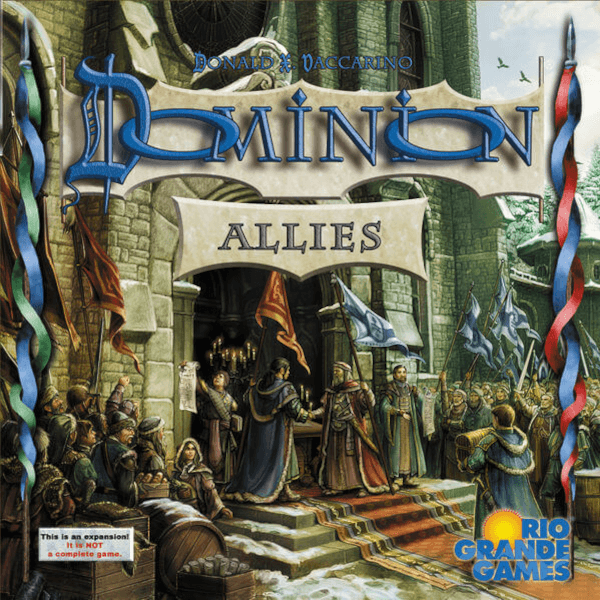 Donald X Vaccarino
Dominion
Allies
This is an expansion!
It is NOT
a complete game.
Rio
Grande
Games